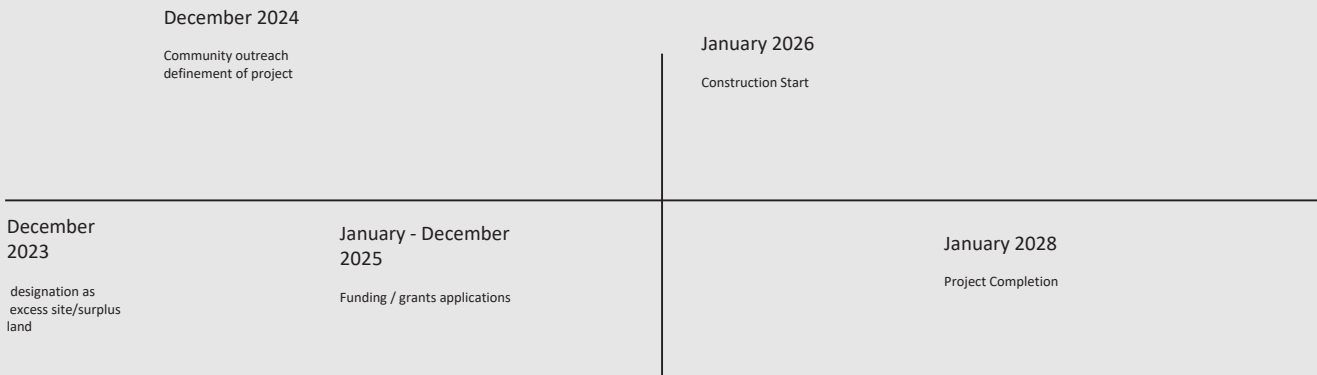 December 2024
Community outreach
definement of project
January 2026
Construction Start
December
2023
designation as
excess site/surplus
land
January - December
2025
Funding / grants applications
January 2028
Project Completion